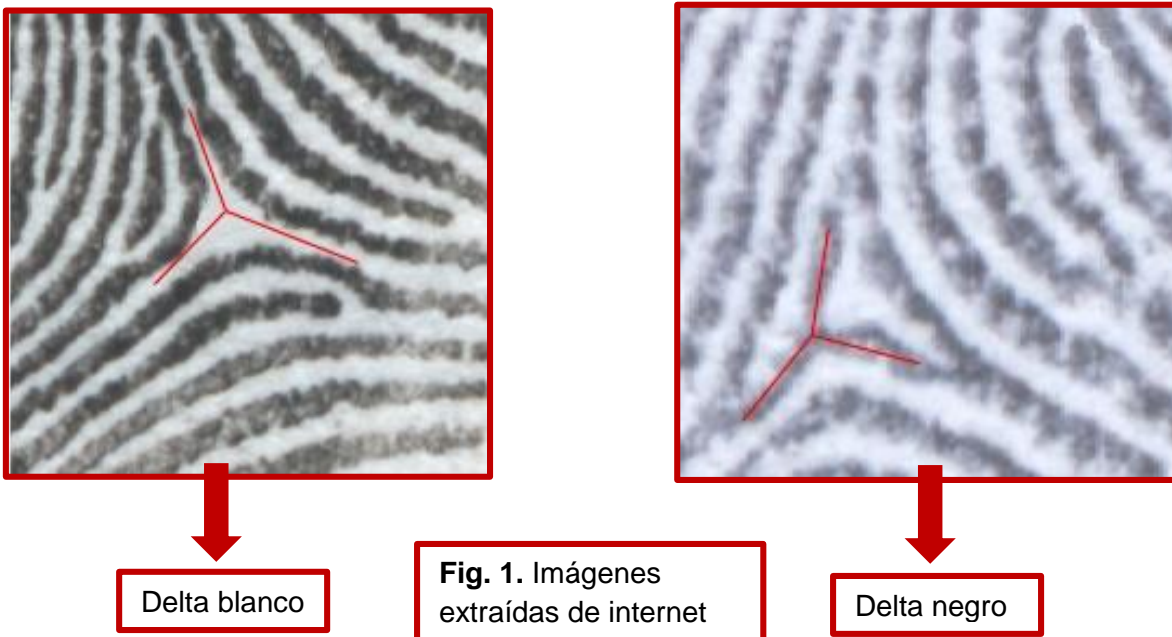 Delta blanco
Fig. 1. Imágenes
extraídas de internet
Delta negro